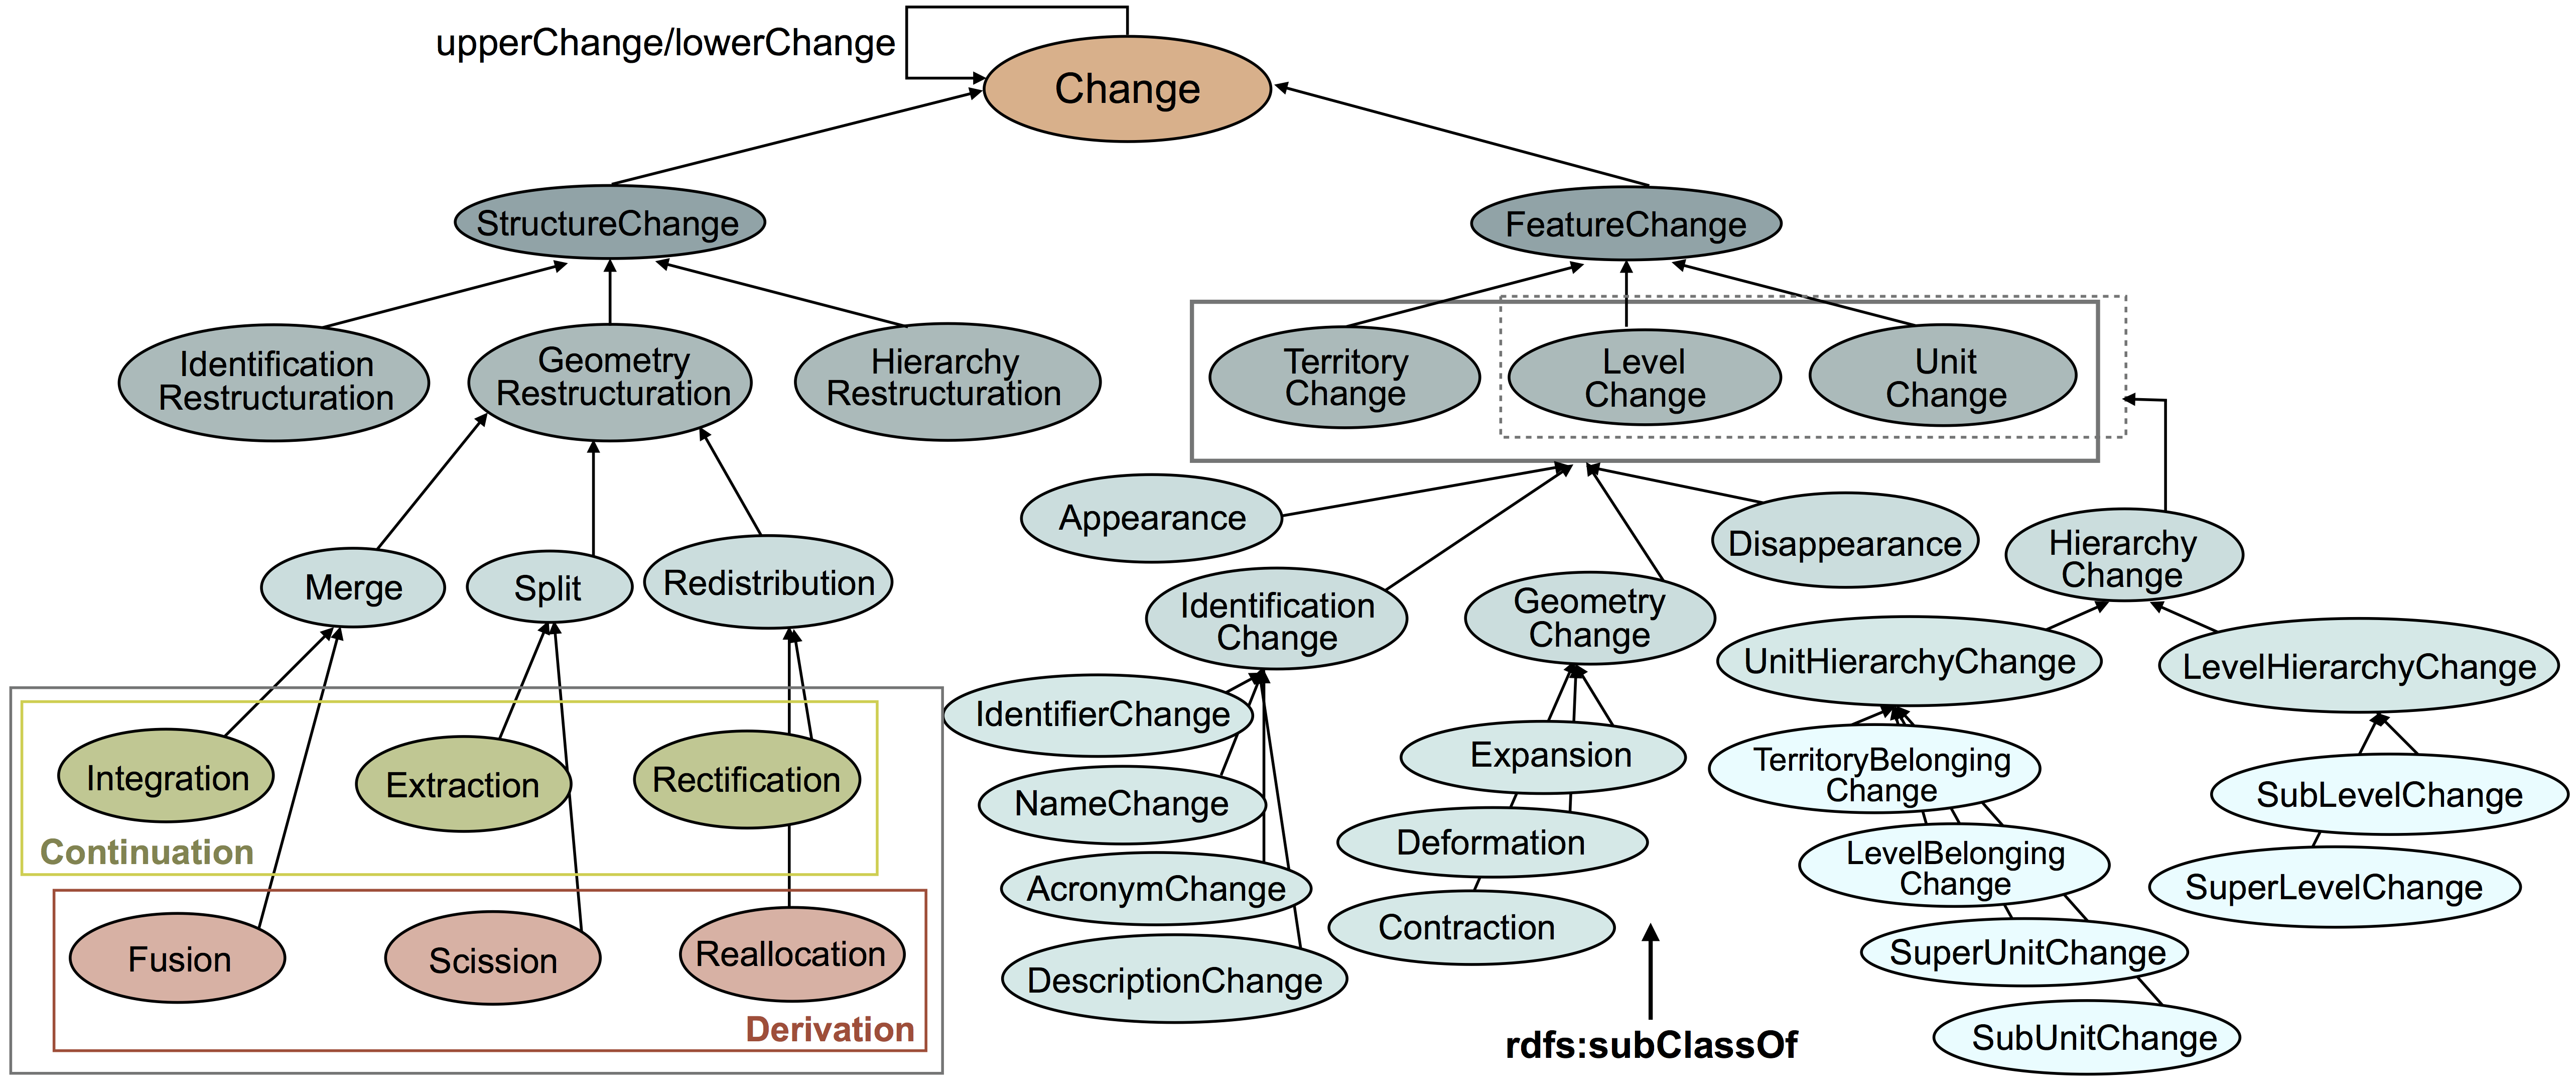 upperChange/lowerChange
Change
StructureChange
FeatureChange
Identification
Restructuration
Geometry
Restructuration
Hierarchy
Restructuration
Territory
Change
Level
Change
Unit
Change
Appearance
Disappearance
Hierarchy
Change
Merge
Split
Redistribution
Identification
Change
Geometry
Change
UnitHierarchyChange
LevelHierarchyChange
IdentifierChange
Expansion
TerritoryBelonging
Change
SubLevelChange
Integration
Extraction
Rectification
NameChange
Continuation
Deformation
LevelBelonging
Change
SuperLevelChange
AcronymChange
Contraction
Fusion
Scission
Reallocation
DescriptionChange
SuperUnitChange
Derivation
rdfs:subClassOf
SubUnitChange